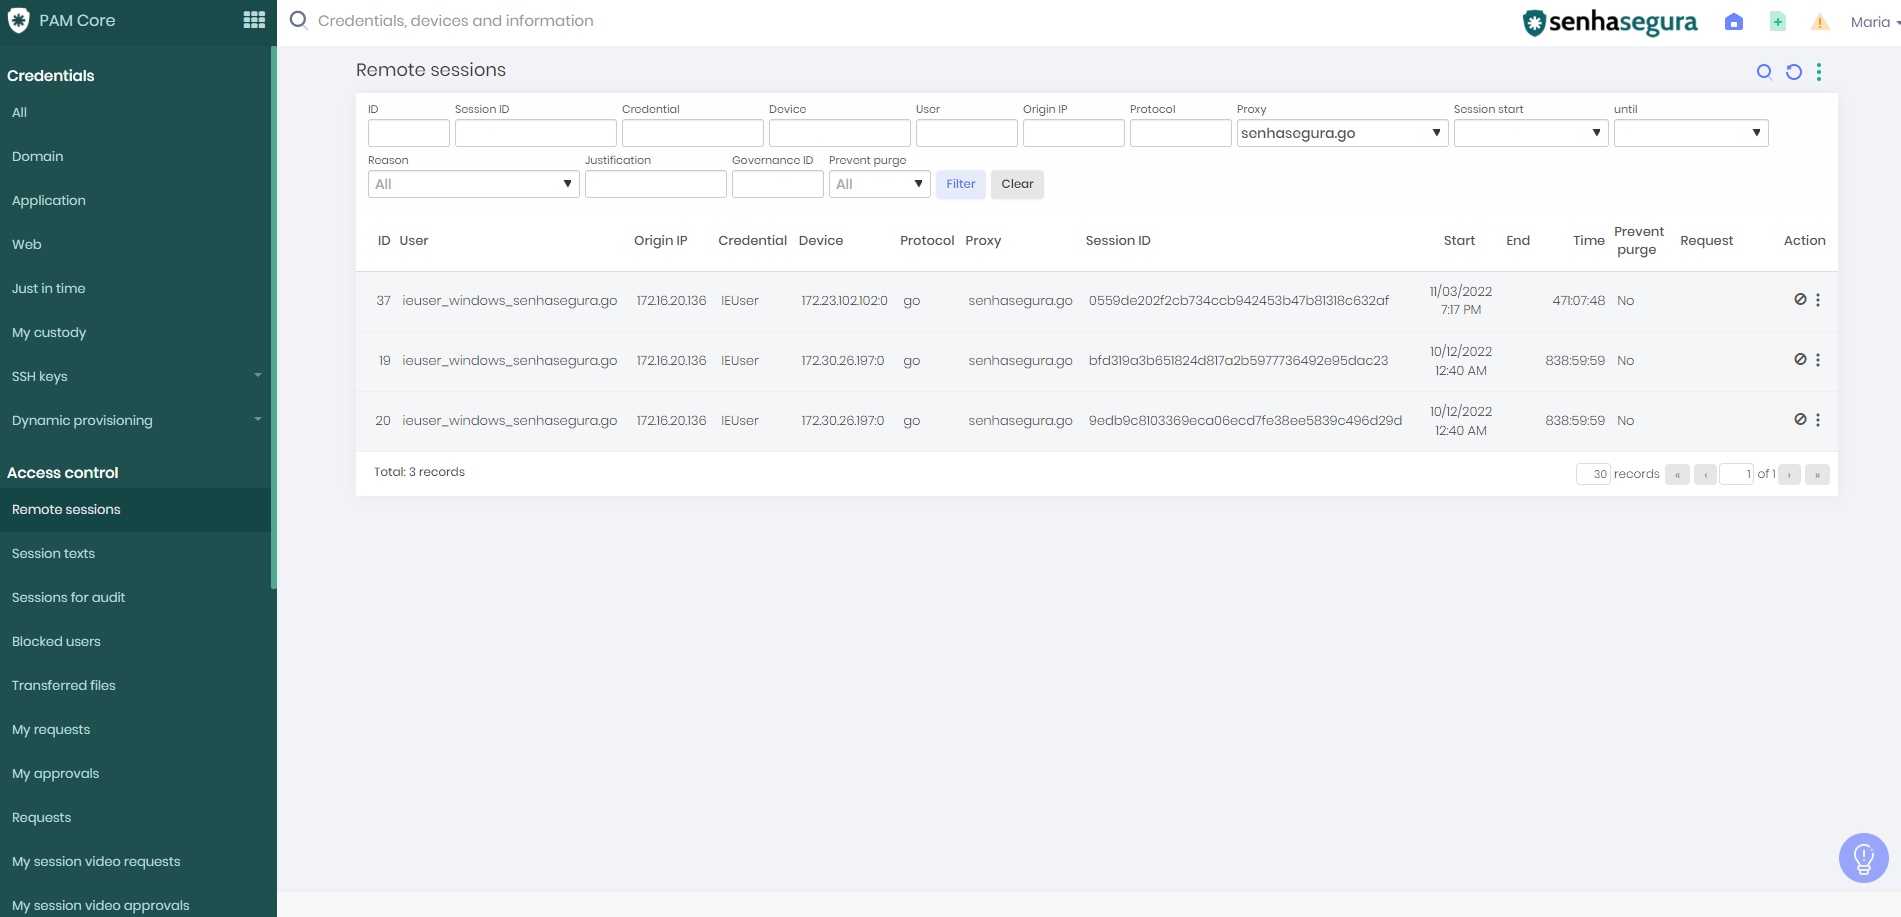 PAM Core
Credentials, devices and information
senhasegura
Maria
Credentials
All
Domain
Application
Web
Just in time
My custody
SSH keys
Dynamic provisioning
Access control
Remote sessions
Session texts
Sessions for audit
Blocked users
Transferred files
My requests
My approvals
Requests
My session video requests
My session video approvals
Remote sessions
ID Session ID Credential Device User Origin IP Protocol Proxy Session start until
senhasegura.go
Reason Justification Governance ID Prevent purge
All All Filter Clear
ID User Origin IP Credential Device Protocol Proxy Session ID Start End Time Prevent purge Request Action
37 ieuser_windows_senhasegura.go 172.16.20.136 IEUser 172.23.102.102:0 go senhasegura.go 0559de202f2cb734ccb942453b47b81318c632af 11/03/2022 7:17 PM 471:07:48 No
19 ieuser_windows_senhasegura.go 172.16.20.136 IEUser 172.30.26.197:0 go senhasegura.go bfd319a3b651824d817a2b5977736492e95dac23 10/12/2022 12:40 AM 838:59:59 No
20 ieuser_windows_senhasegura.go 172.16.20.136 IEUser 172.30.26.197:0 go senhasegura.go 9edb9c8103369eca06ecd7fe38ee5839c496d29d 10/12/2022 12:40 AM 838:59:59 No
Total: 3 records
30 records « ‹ 1 of 1 › »